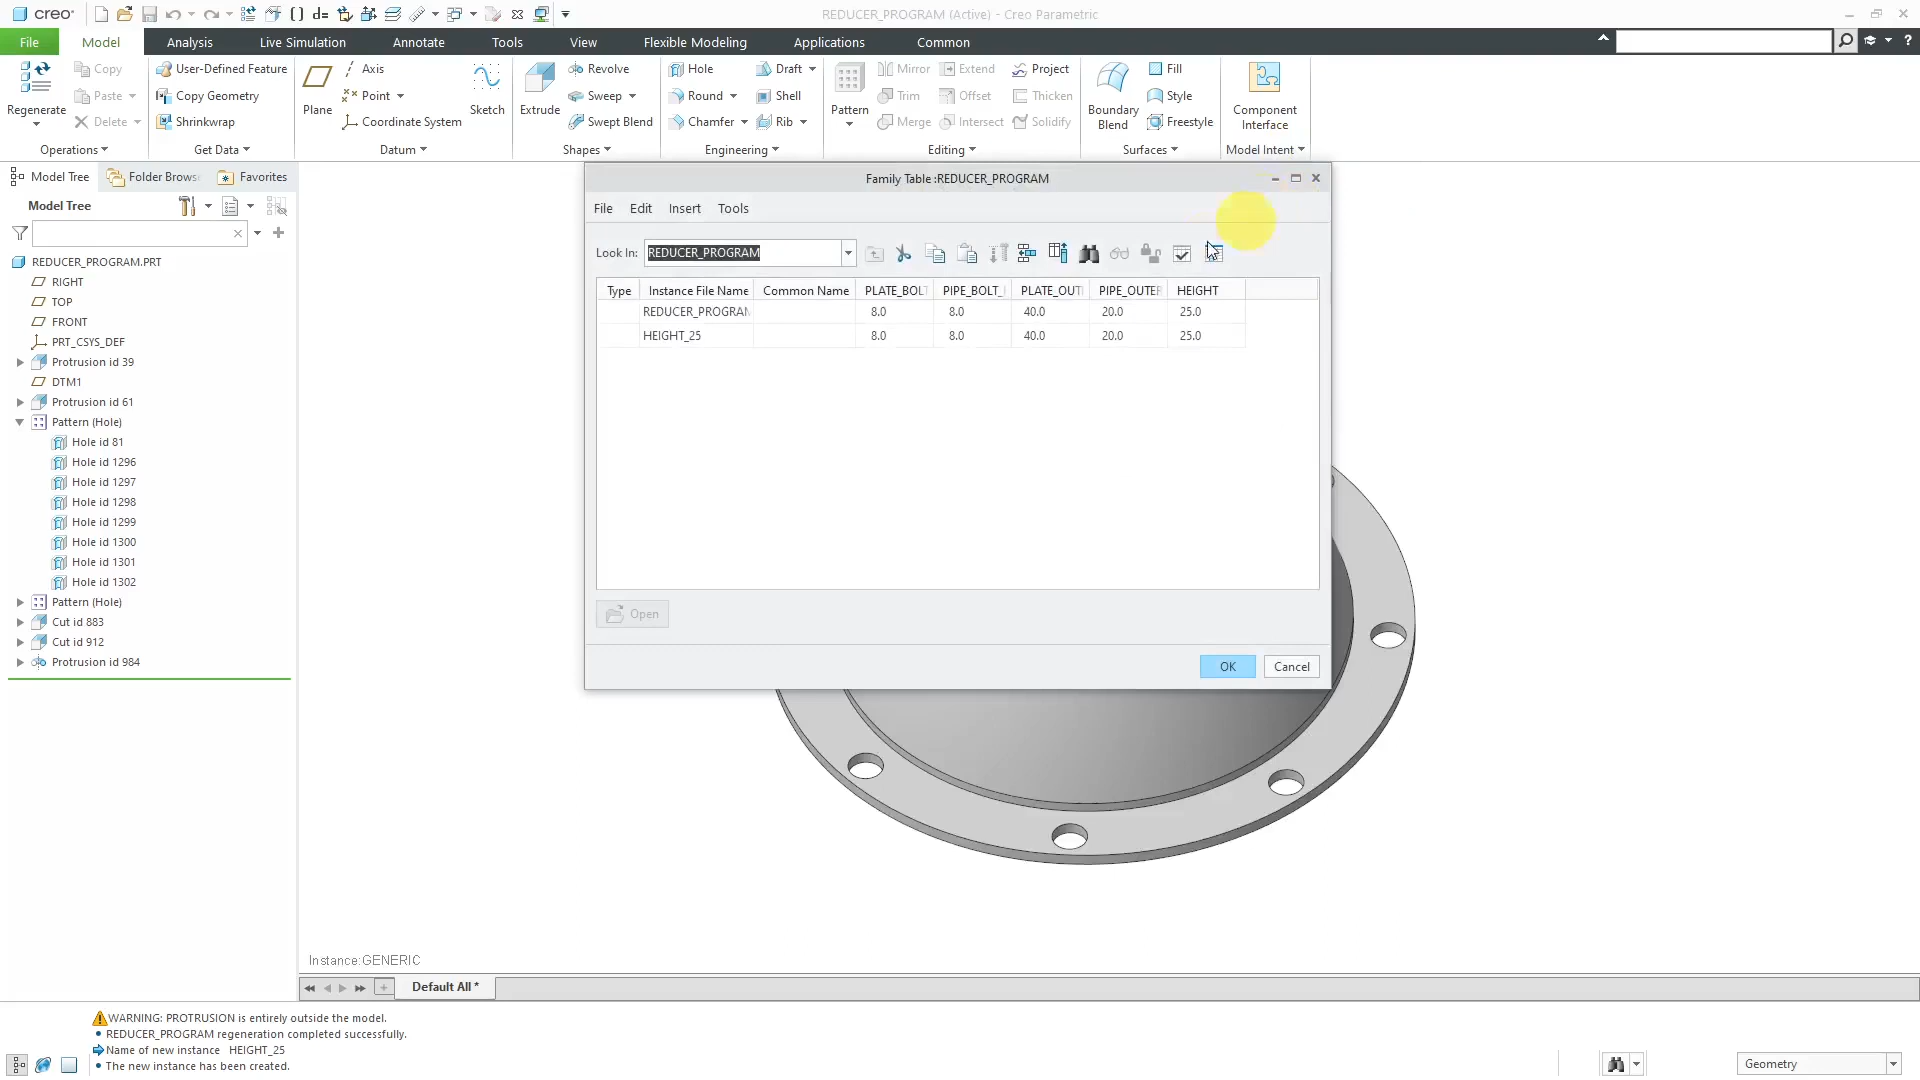 creo
REDUCER_PROGRAM (Active) - Creo Parametric
File Model Analysis Live Simulation Annotate Tools View Flexible Modeling Applications Common
Regenerate
Copy
Paste
Delete
Operations
User-Defined Feature
Copy Geometry
Shrinkwrap
Get Data
Plane
Axis
Point
Coordinate System
Sketch
Datum
Extrude
Revolve
Sweep
Swept Blend
Shapes
Hole
Round
Chamfer
Draft
Shell
Rib
Engineering
Pattern
Mirror
Trim
Merge
Extend
Offset
Intersect
Project
Thicken
Solidify
Editing
Boundary
Blend
Fill
Style
Freestyle
Surfaces
Component
Interface
Model Intent
Model Tree Folder Brows Favorites
Model Tree
REDUCER_PROGRAM.PRT
RIGHT
TOP
FRONT
PRT_CSYS_DEF
Protrusion id 39
DTM1
Protrusion id 61
Pattern (Hole)
Hole id 81
Hole id 1296
Hole id 1297
Hole id 1298
Hole id 1299
Hole id 1300
Hole id 1301
Hole id 1302
Pattern (Hole)
Cut id 883
Cut id 912
Protrusion id 984
Family Table :REDUCER_PROGRAM
File Edit Insert Tools
Look In: REDUCER_PROGRAM
Type Instance File Name Common Name PLATE_BOLT PIPE_BOLT_ PLATE_OUT PIPE_OUTER HEIGHT
REDUCER_PROGRAM 8.0 8.0 40.0 20.0 25.0
HEIGHT_25 8.0 8.0 40.0 20.0 25.0
Open
OK Cancel
Instance:GENERIC
Default All *
WARNING: PROTRUSION is entirely outside the model.
• REDUCER_PROGRAM regeneration completed successfully.
Name of new instance HEIGHT_25
• The new instance has been created.
Geometry